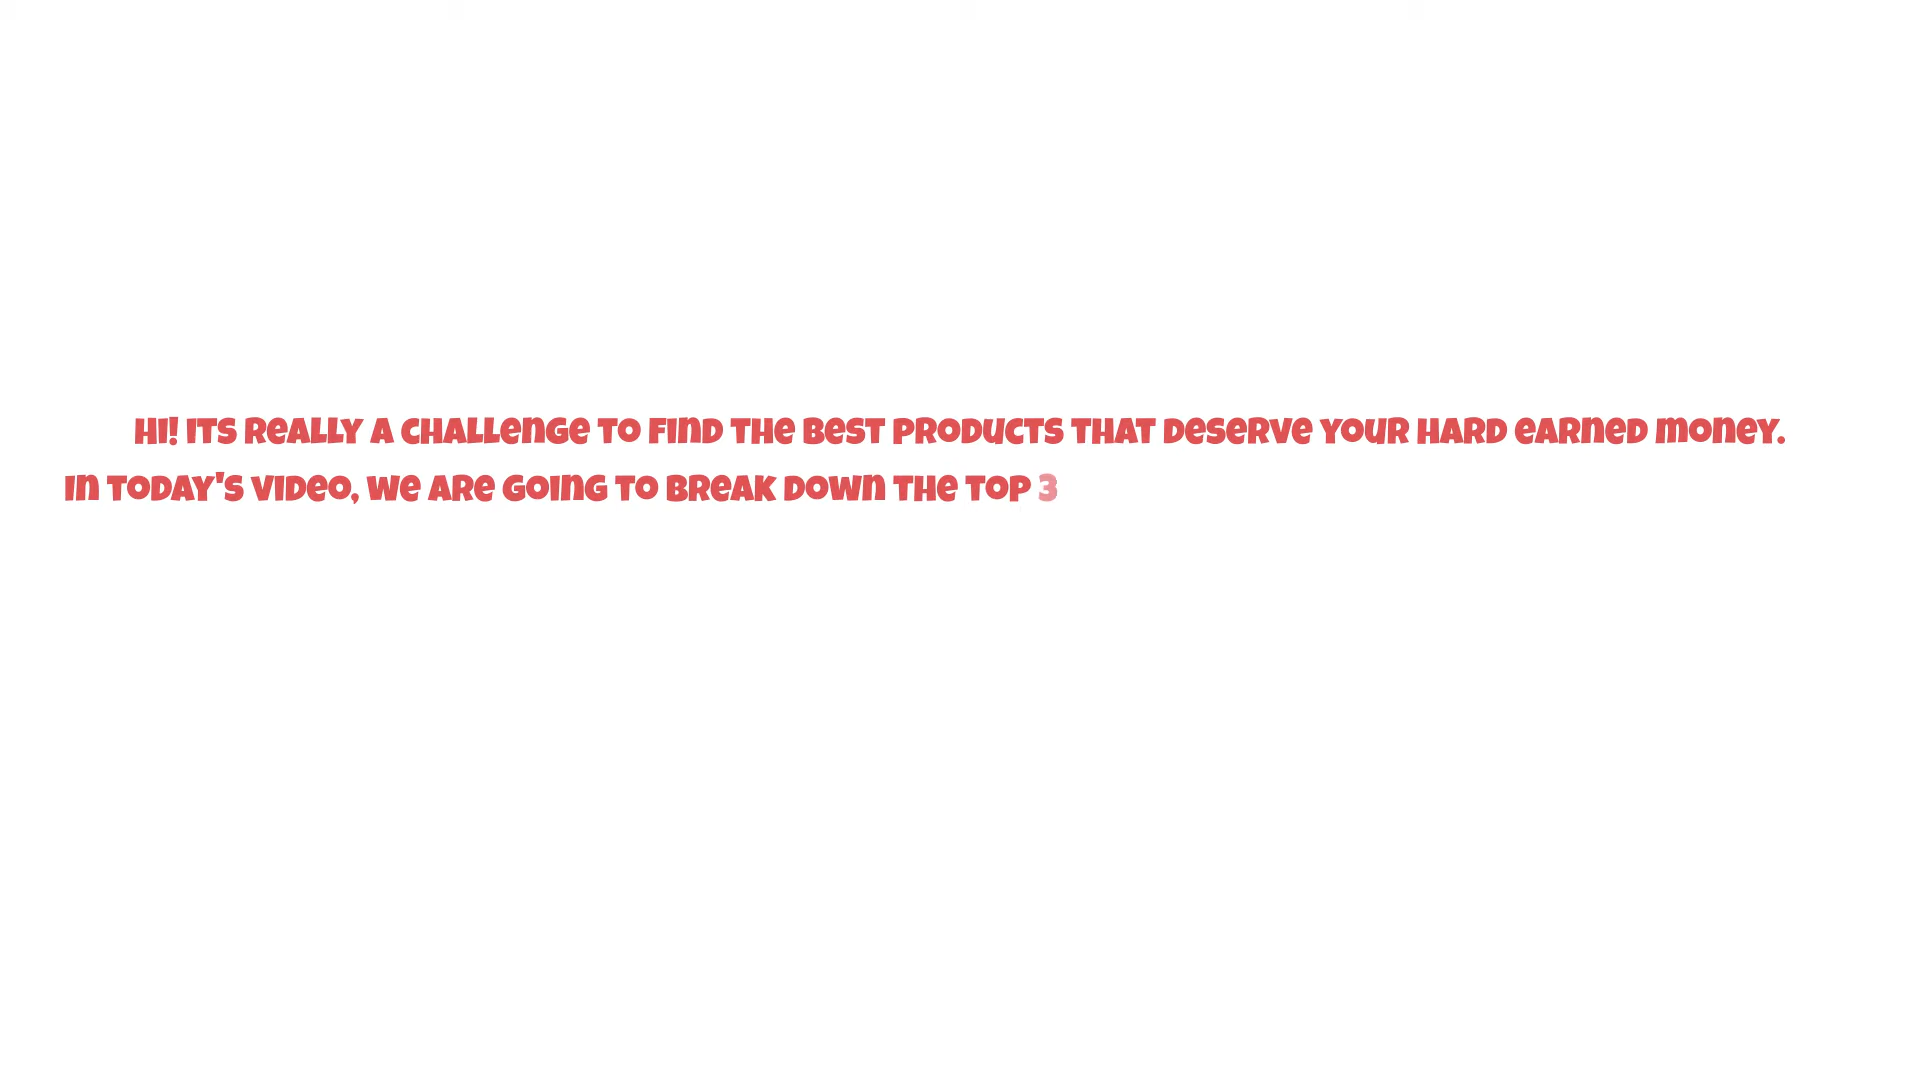 Hi! Its really a challenge to find the best products that deserve your hard earned money.
In today's video, we are going to break down the top 3